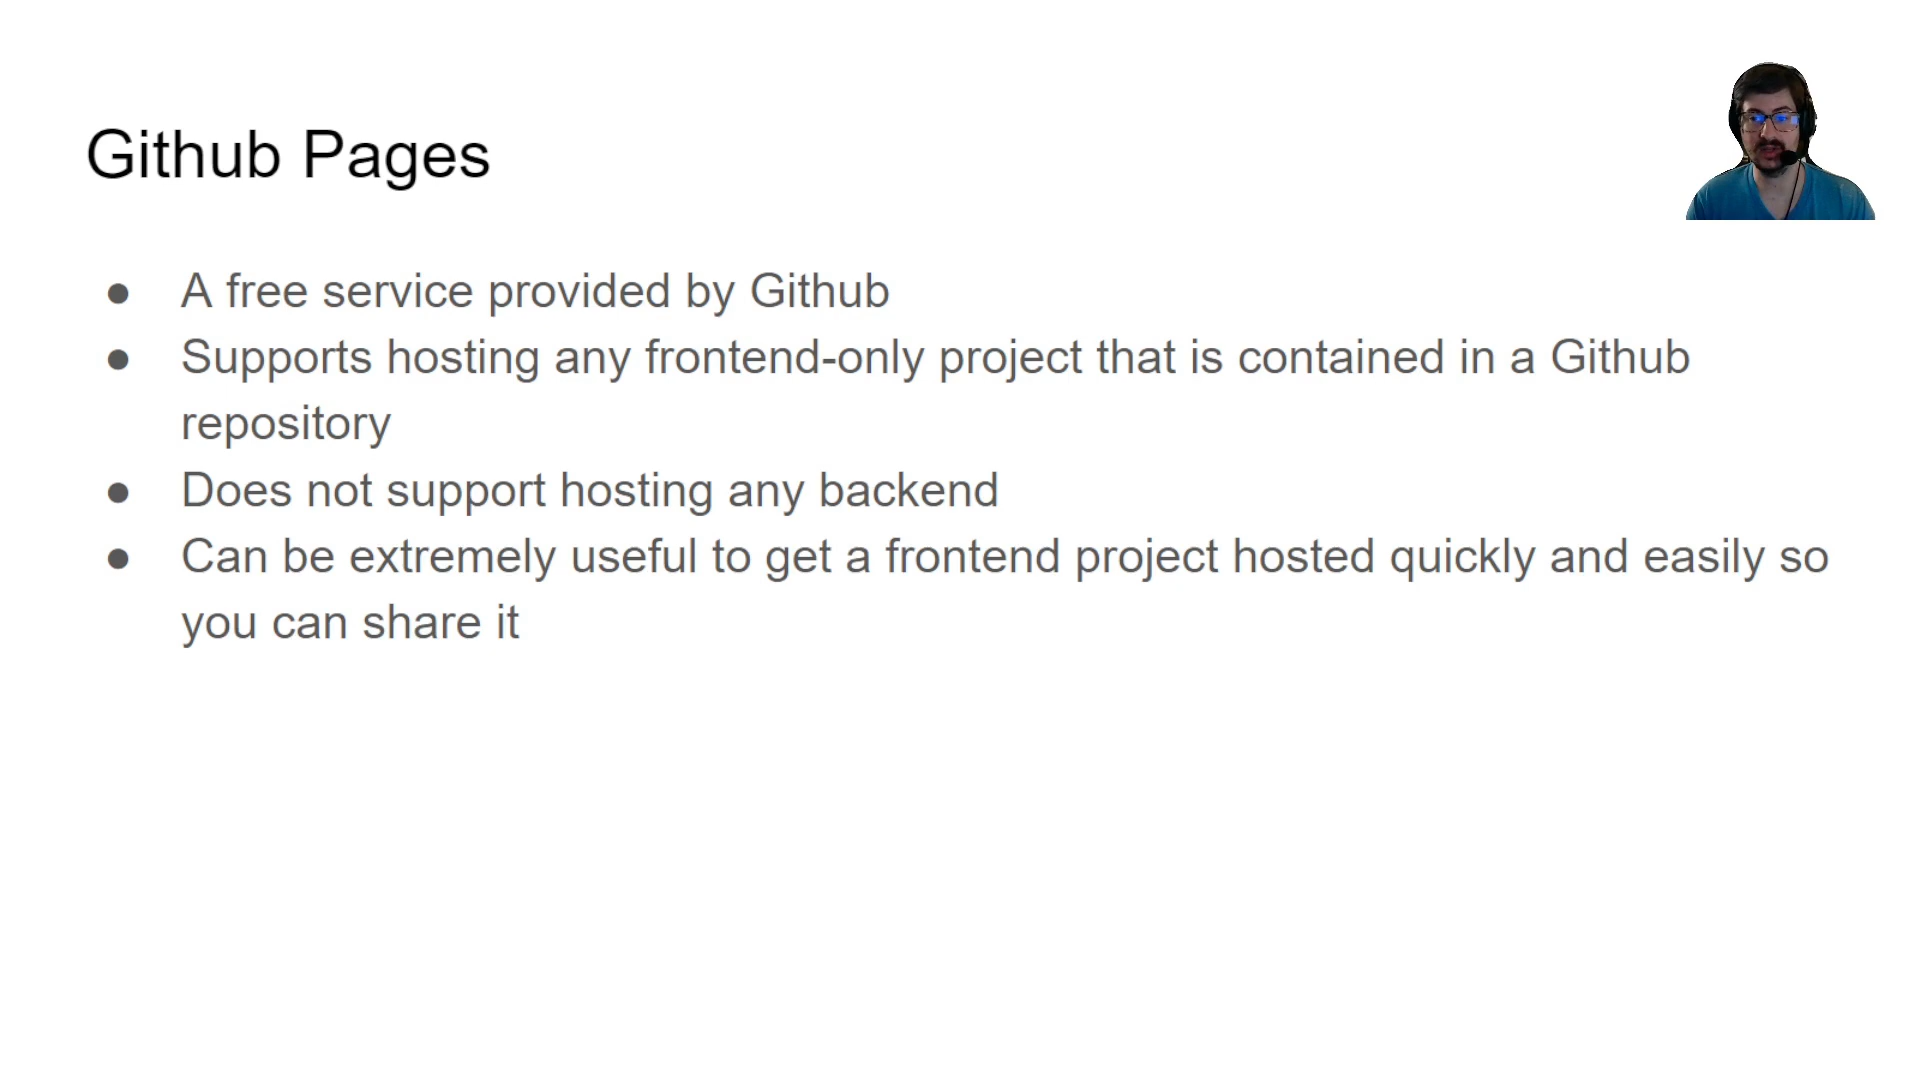 Github Pages
● A free service provided by Github
● Supports hosting any frontend-only project that is contained in a Github
repository
● Does not support hosting any backend
● Can be extremely useful to get a frontend project hosted quickly and easily so
you can share it